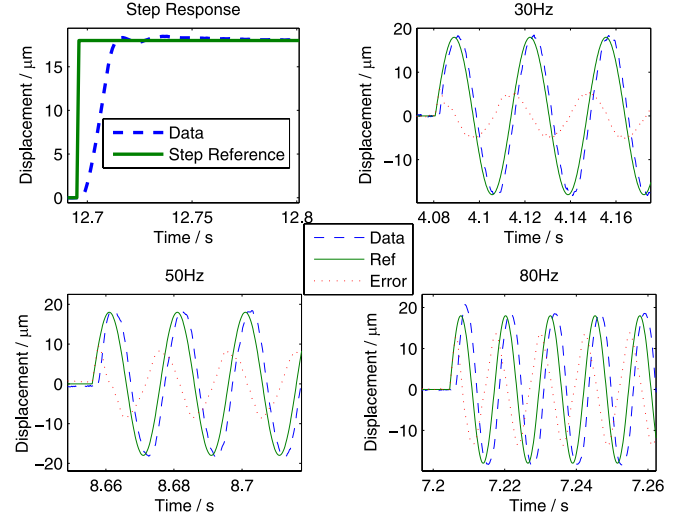 Step Response
Displacement / μm
15
10
5
0
Data
Step Reference
12.7
12.75
12.8
Time / s
30Hz
Displacement / μm
20
10
0
−10
4.08
4.1
4.12
4.14
4.16
Time / s
Data
Ref
Error
50Hz
Displacement / μm
20
10
0
−10
−20
8.66
8.68
8.7
Time / s
80Hz
Displacement / μm
20
10
0
−10
7.2
7.22
7.24
7.26
Time / s